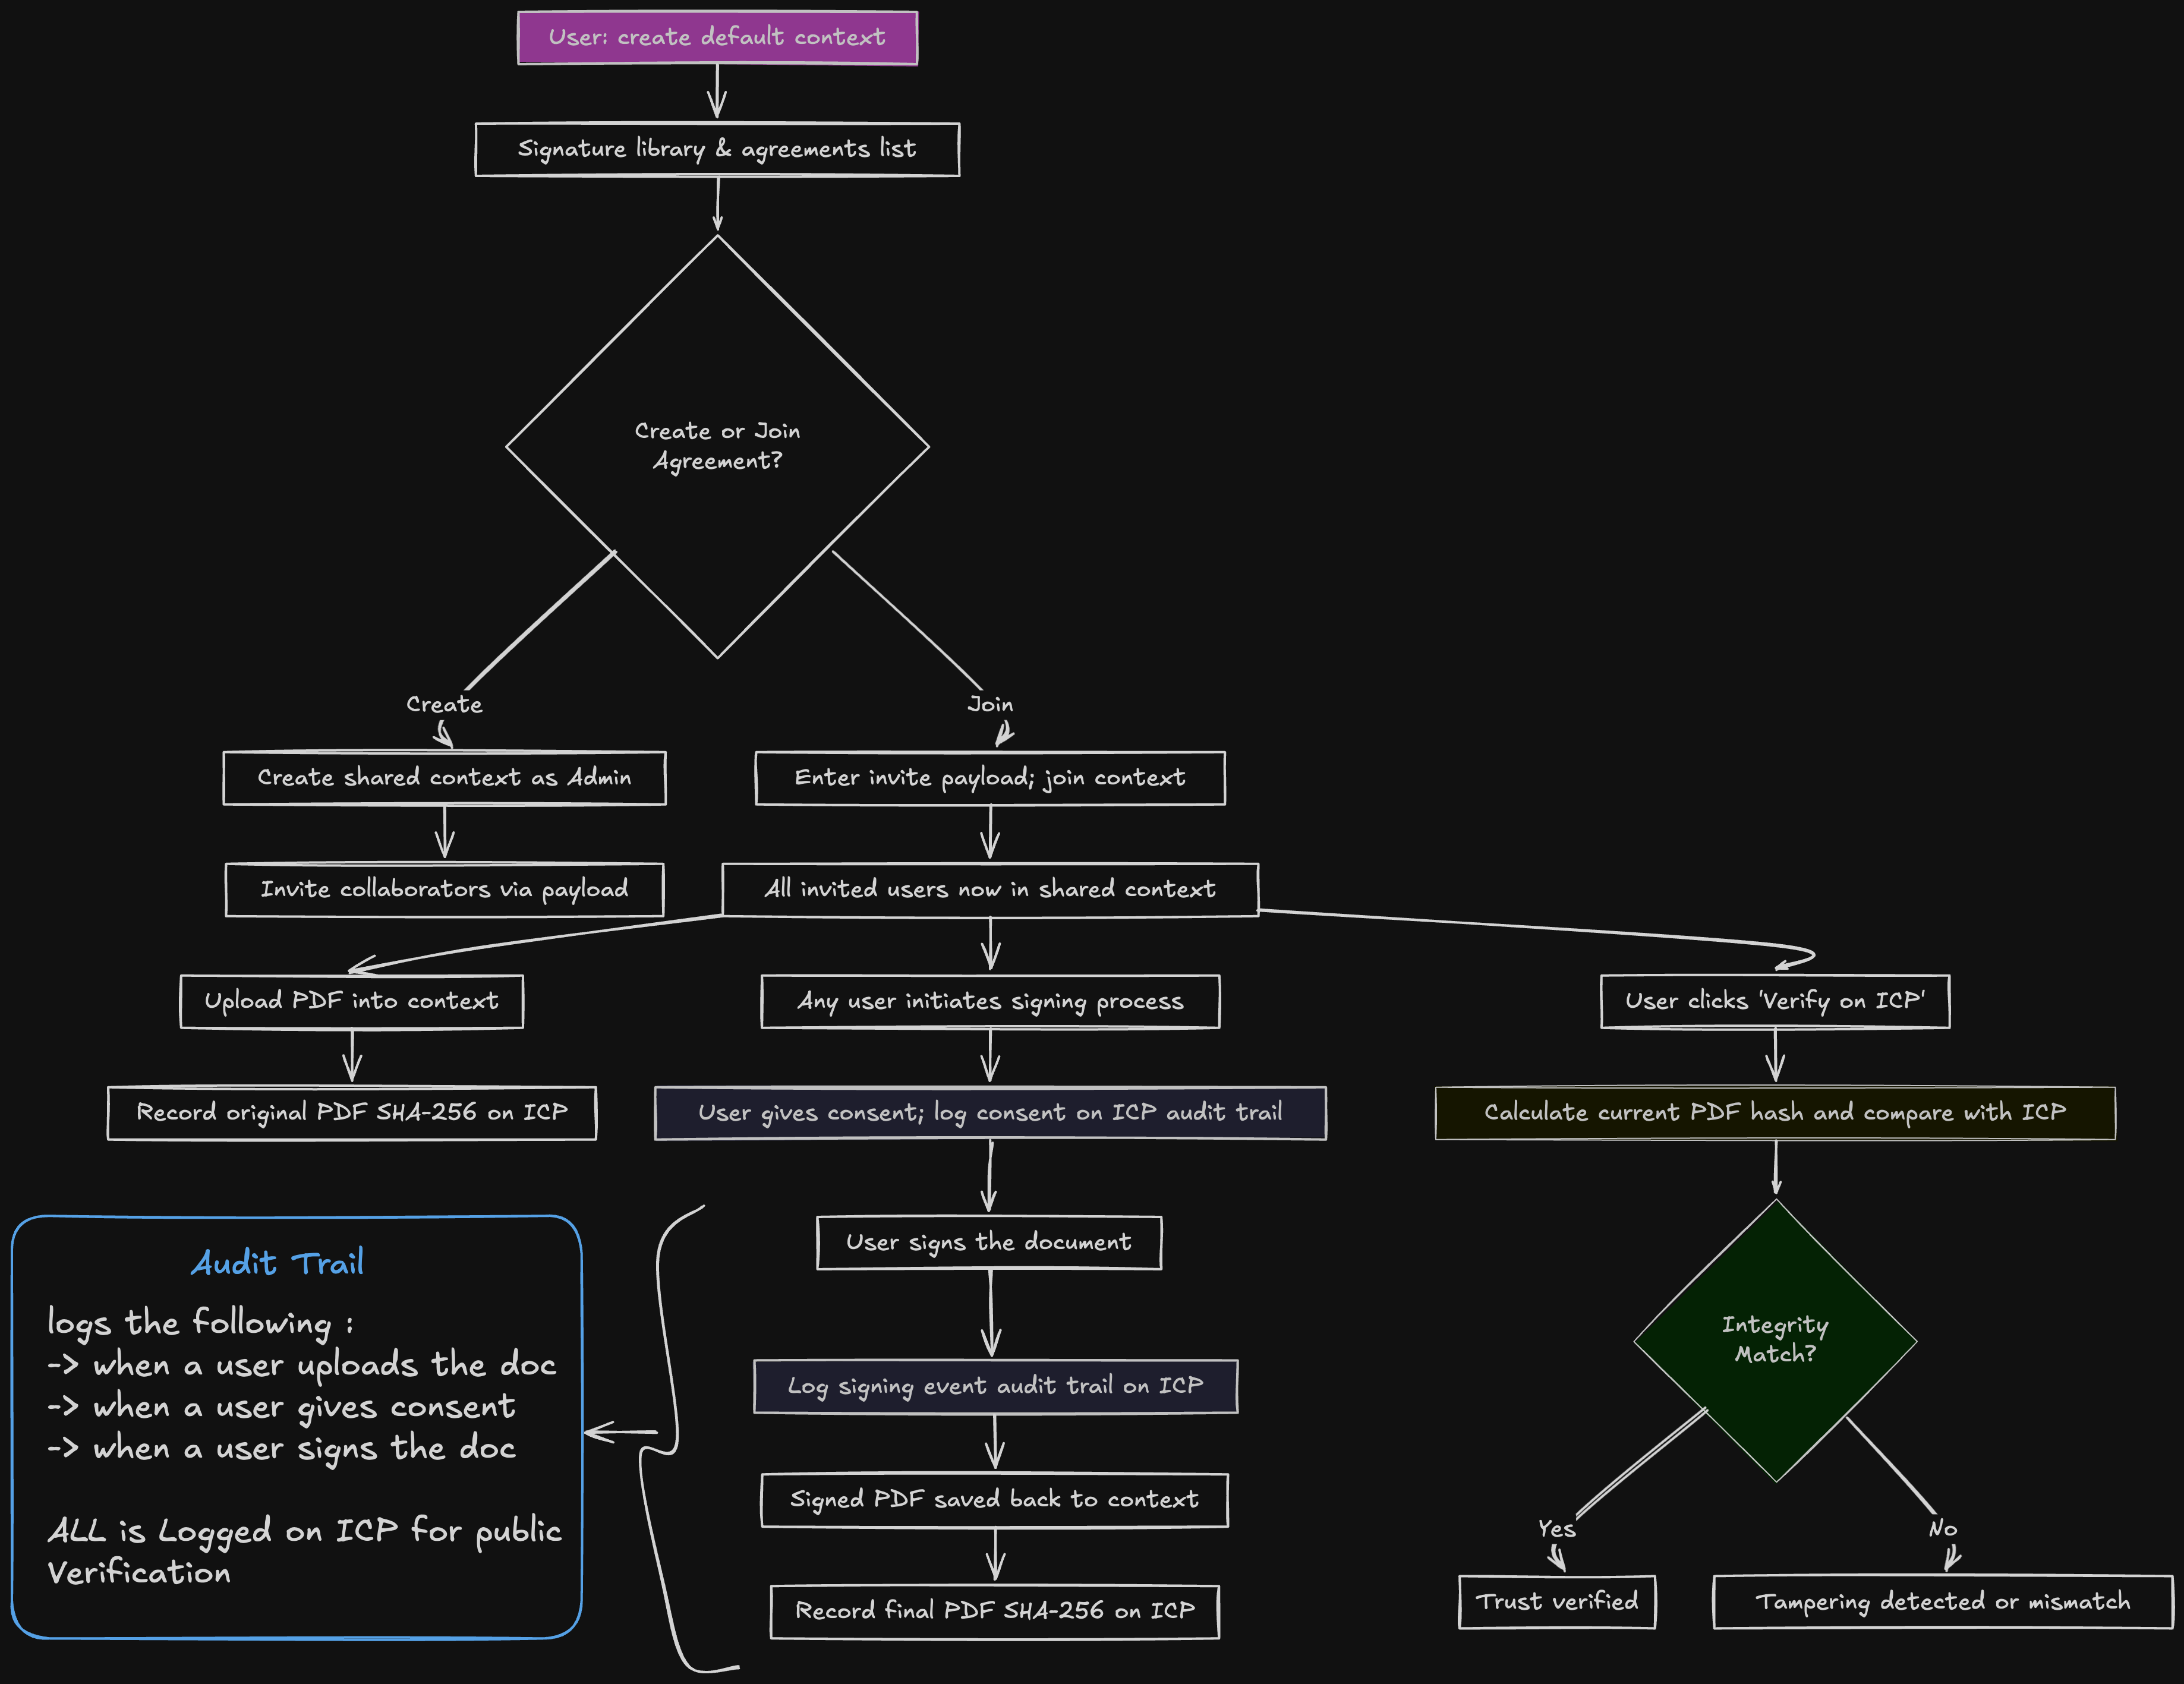 User: create default context
Signature library & agreements list
Create or Join
Agreement?
Create
Join
Create shared context as Admin
Enter invite payload; join context
Invite collaborators via payload
All invited users now in shared context
Upload PDF into context
Any user initiates signing process
User clicks 'Verify on ICP'
Record original PDF SHA-256 on ICP
User gives consent; log consent on ICP audit trail
Calculate current PDF hash and compare with ICP
User signs the document
Audit Trail
logs the following :
-> when a user uploads the doc
-> when a user gives consent
-> when a user signs the doc
ALL is Logged on ICP for public
Verification
Integrity
Match?
Log signing event audit trail on ICP
Signed PDF saved back to context
Yes
No
Record final PDF SHA-256 on ICP
Trust verified
Tampering detected or mismatch